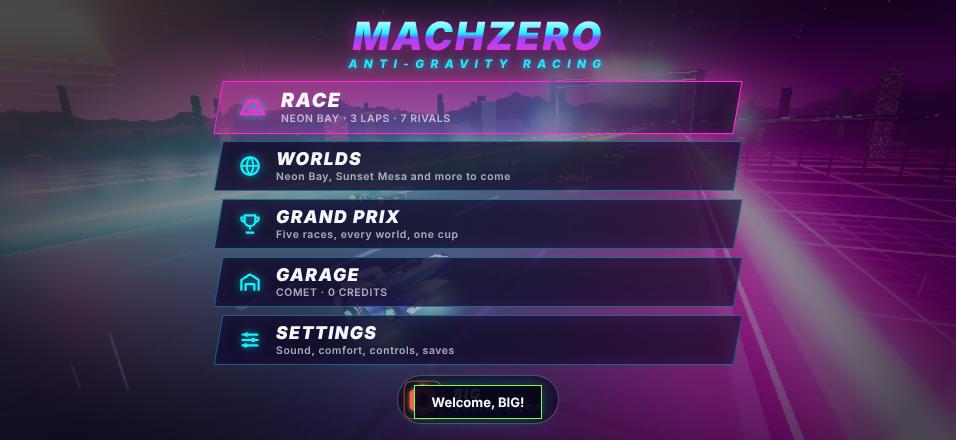 MACHZERO
ANTI-GRAVITY RACING
RACE
NEON BAY · 3 LAPS · 7 RIVALS
WORLDS
Neon Bay, Sunset Mesa and more to come
GRAND PRIX
Five races, every world, one cup
GARAGE
COMET · 0 CREDITS
SETTINGS
Sound, comfort, controls, saves
BIG
Welcome, BIG!